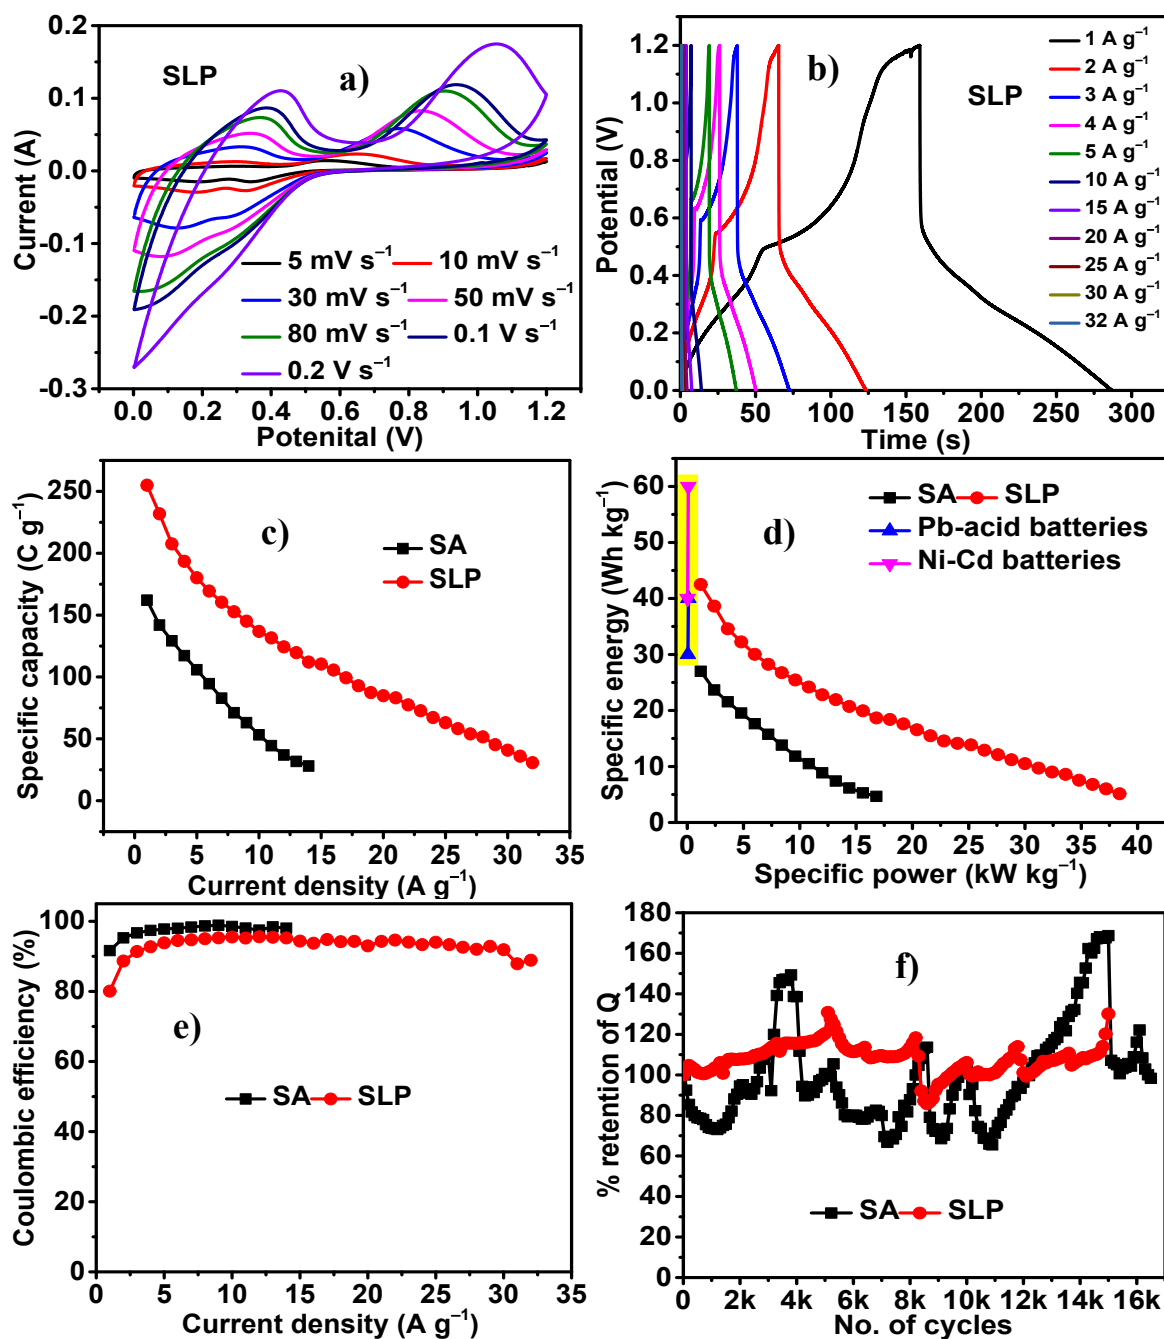 SLP
a)
Current (A)
0.2
0.1
0.0
-0.1
-0.2
-0.3
5 mV s⁻¹ 10 mV s⁻¹
30 mV s⁻¹ 50 mV s⁻¹
80 mV s⁻¹ 0.1 V s⁻¹
0.2 V s⁻¹
0.0 0.2 0.4 0.6 0.8 1.0 1.2
Potenital (V)
b)
SLP
Potential (V)
1.2
1.0
0.8
0.6
0.4
0.2
0.0
1 A g⁻¹
2 A g⁻¹
3 A g⁻¹
4 A g⁻¹
5 A g⁻¹
10 A g⁻¹
15 A g⁻¹
20 A g⁻¹
25 A g⁻¹
30 A g⁻¹
32 A g⁻¹
0 50 100 150 200 250 300
Time (s)
c)
Specific capacity (C g⁻¹)
250
200
150
100
50
0
SA
SLP
0 5 10 15 20 25 30 35
Current density (A g⁻¹)
d)
Specific energy (Wh kg⁻¹)
60
50
40
30
20
10
0
SA SLP
Pb-acid batteries
Ni-Cd batteries
0 5 10 15 20 25 30 35 40
Specific power (kW kg⁻¹)
e)
Coulombic efficiency (%)
100
80
60
40
20
0
SA SLP
0 5 10 15 20 25 30 35
Current density (A g⁻¹)
f)
% retention of Q
180
160
140
120
100
80
60
40
20
0
SA SLP
0 2k 4k 6k 8k 10k 12k 14k 16k
No. of cycles